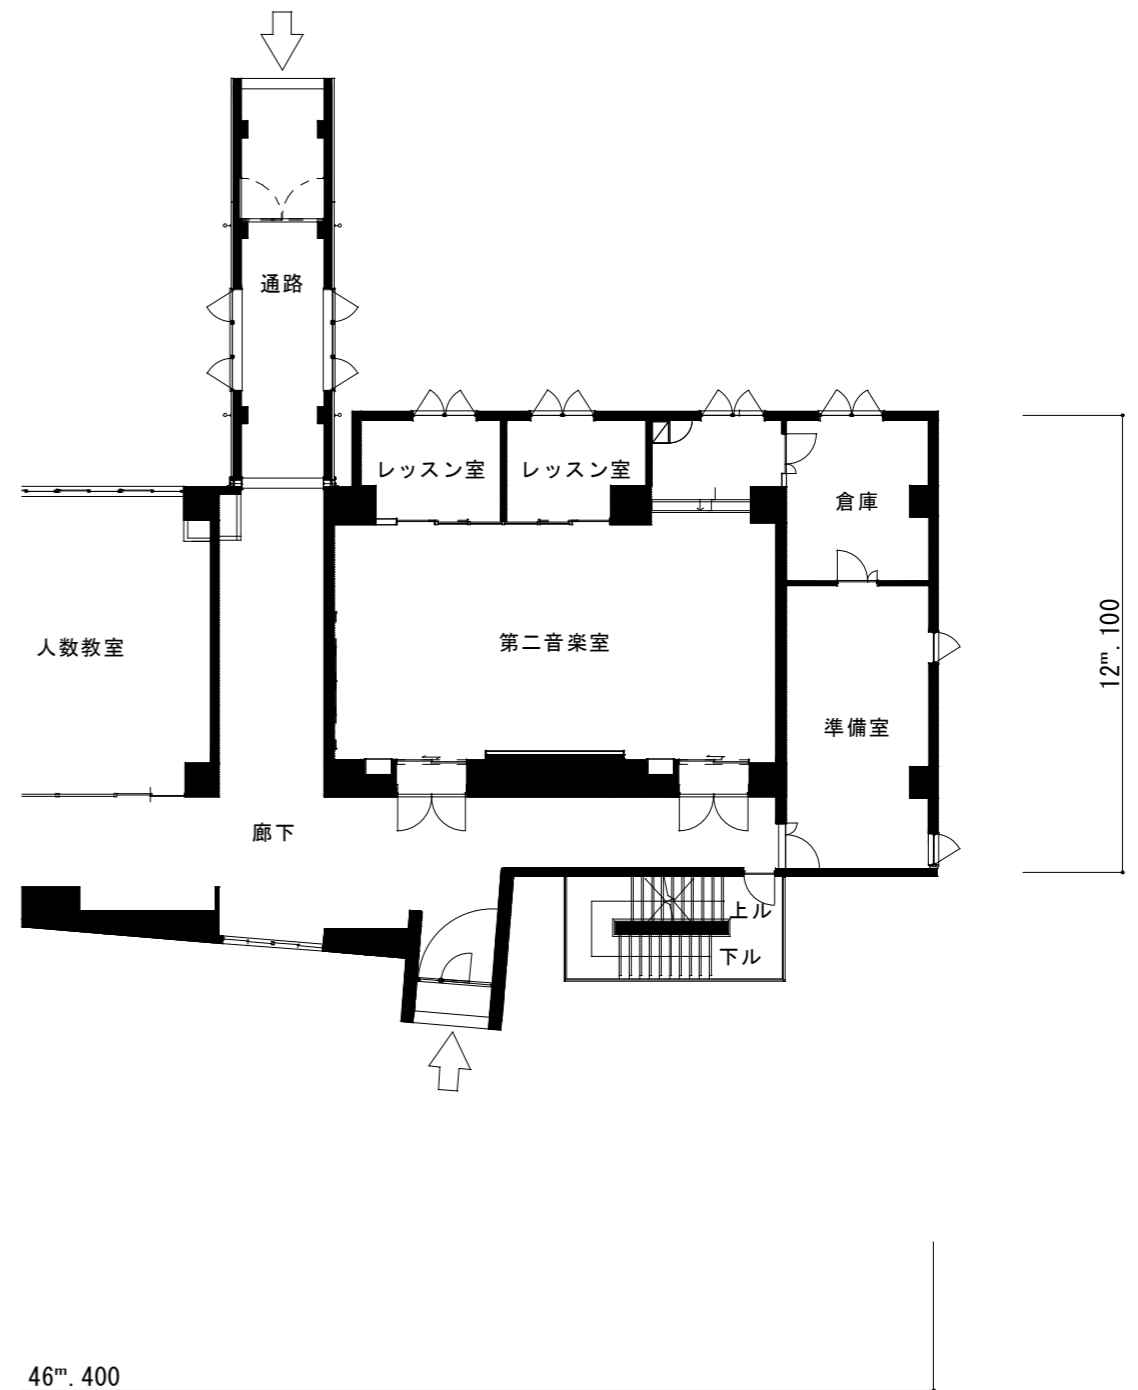 通路
レッスン室
レッスン室
倉庫
人数教室
第二音楽室
12ᵐ. 100
準備室
廊下
上ル
下ル
46ᵐ. 400